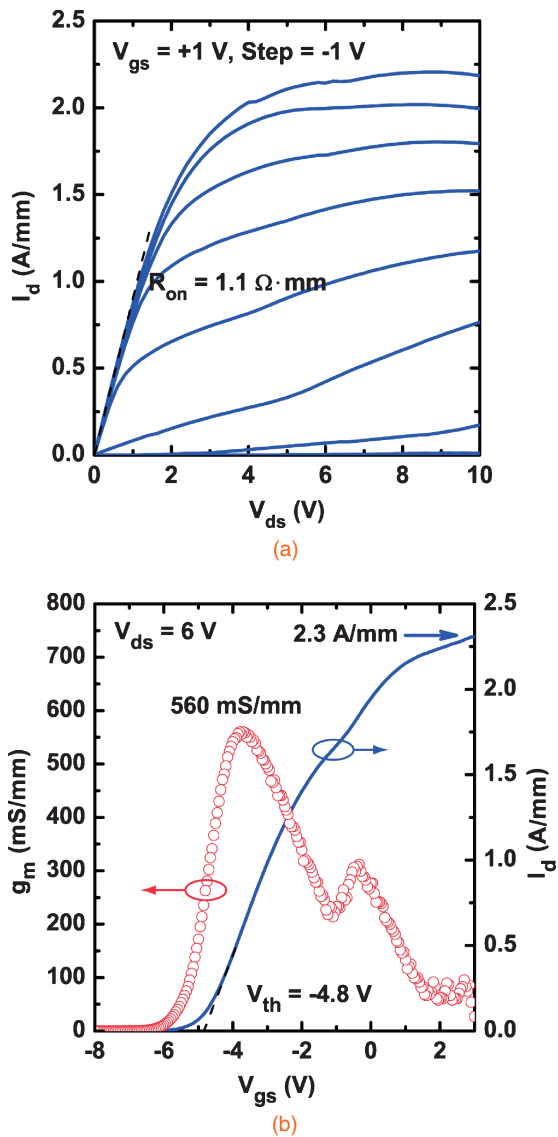 2.5
V_gs = +1 V, Step = -1 V
2.0
1.5
I_d (A/mm)
1.0
R_on = 1.1 Ω·mm
0.5
0.0
0 2 4 6 8 10
V_ds (V)
(a)
800 2.5
V_ds = 6 V 2.3 A/mm
700
2.0
600
560 mS/mm
500
1.5
400
g_m (mS/mm)
I_d (A/mm)
300
1.0
200
0.5
100
V_th = -4.8 V
0 0.0
-8 -6 -4 -2 0 2
V_gs (V)
(b)